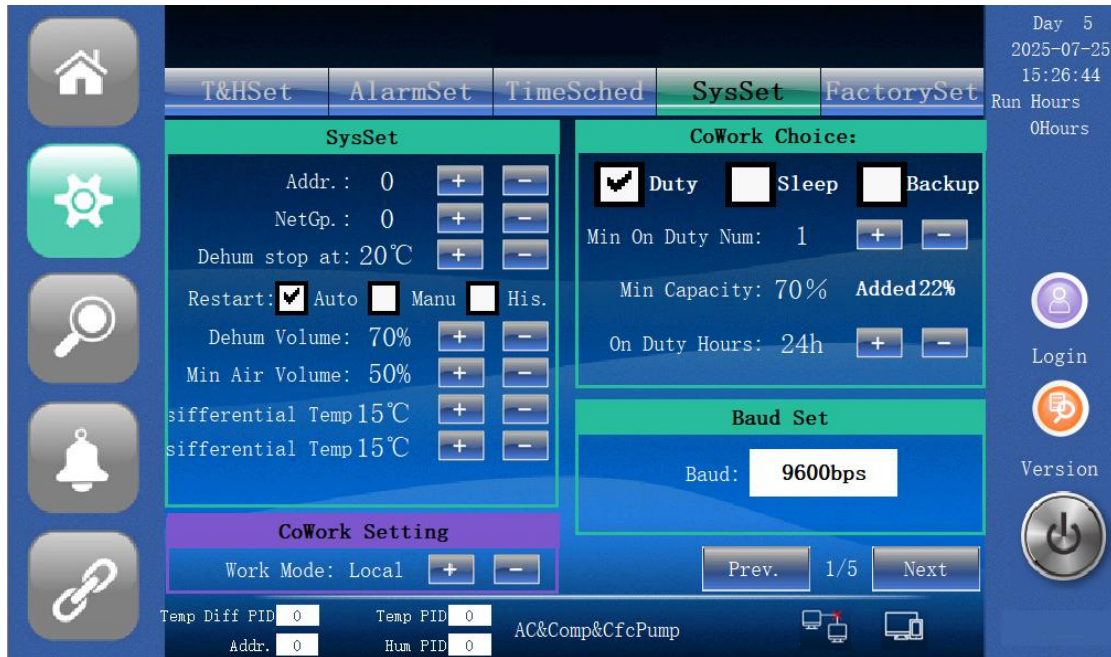 Day 5
2025-07-25
15:26:44
Run Hours
0Hours
T&HSet AlarmSet TimeSched SysSet FactorySet
SysSet
Addr.: 0 + −
NetGp.: 0 + −
Dehum stop at: 20℃ + −
Restart: Auto Manu His.
Dehum Volume: 70% + −
Min Air Volume: 50% + −
sifferential Temp 15℃ + −
sifferential Temp 15℃ + −
CoWork Setting
Work Mode: Local + −
CoWork Choice:
Duty Sleep Backup
Min On Duty Num: 1 + −
Min Capacity: 70% Added 22%
On Duty Hours: 24h + −
Baud Set
Baud: 9600bps
Prev. 1/5 Next
Login
Version
Temp Diff PID 0 Temp PID 0
Addr. 0 Hum PID 0
AC&Comp&CfcPump